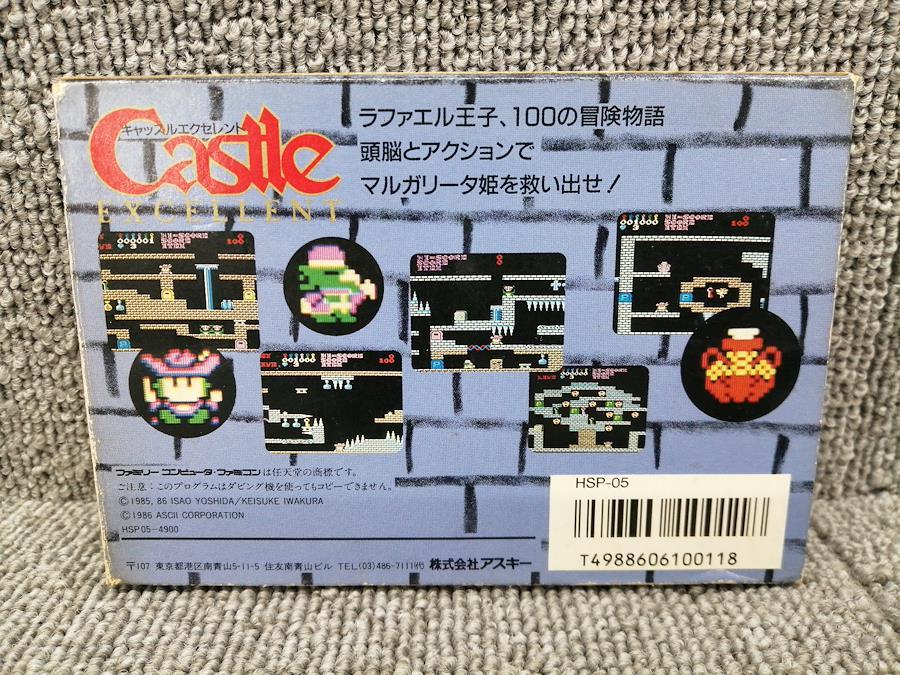 キャッスルエクセレント
Castle
EXCELLENT
ラファエル王子、100の冒険物語
頭脳とアクションで
マルガリータ姫を救い出せ!
ファミリーコンピュータ・ファミコンは任天堂の商標です。
ご注意:このプログラムはダビング機を使ってもコピーできません。
©1985, 86 ISAO YOSHIDA/KEISUKE IWAKURA
©1986 ASCII CORPORATION
HSP05-4900
〒107 東京都港区南青山5-11-5 住友南青山ビル TEL(03)486-7111㈹ 株式会社アスキー
HSP-05
T4988606100118